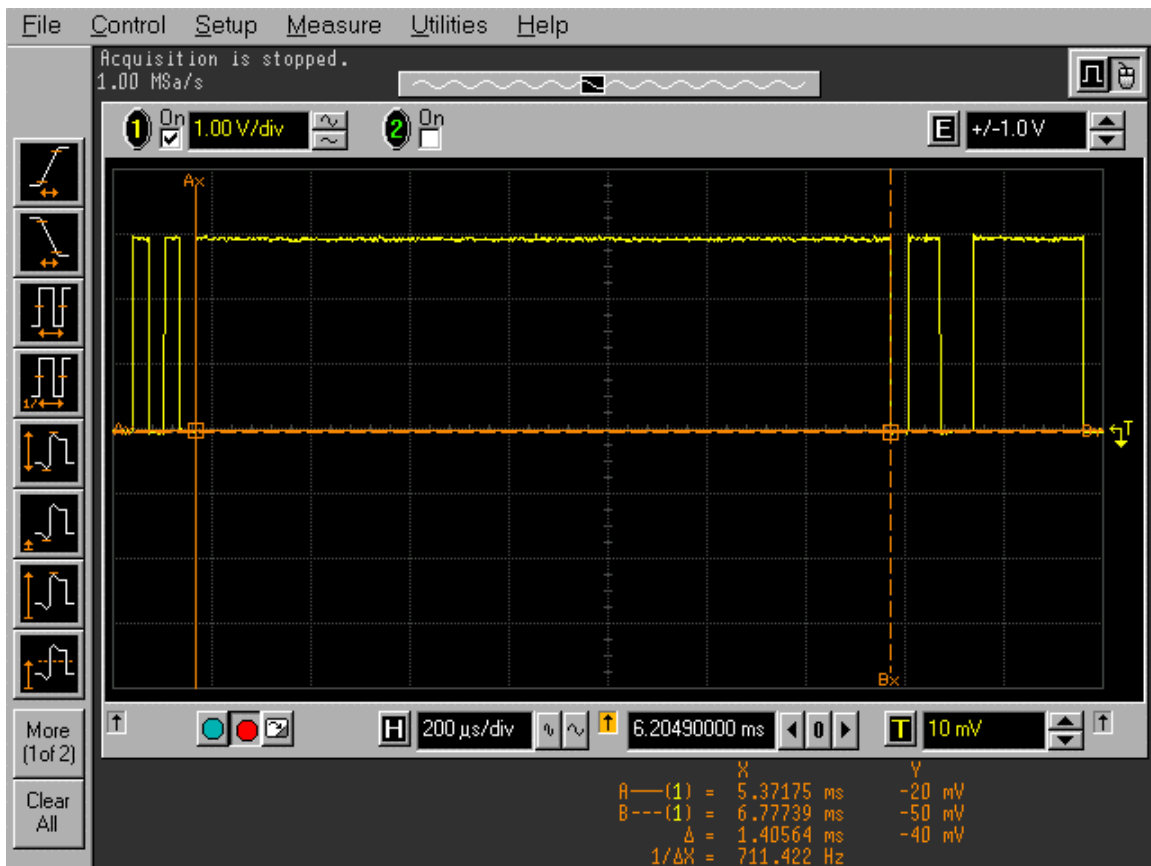 File Control Setup Measure Utilities Help
Acquisition is stopped.
1.00 MSa/s
1 On 1.00 V/div 2 On E +/-1.0 V
Ax
A
T
Bx
1/
More
(1of 2)
Clear
All
H 200 µs/div 6.20490000 ms 0 T 10 mV
X Y
A——(1) = 5.37175 ms -20 mV
B---(1) = 6.77739 ms -50 mV
Δ = 1.40564 ms -40 mV
1/ΔX = 711.422 Hz